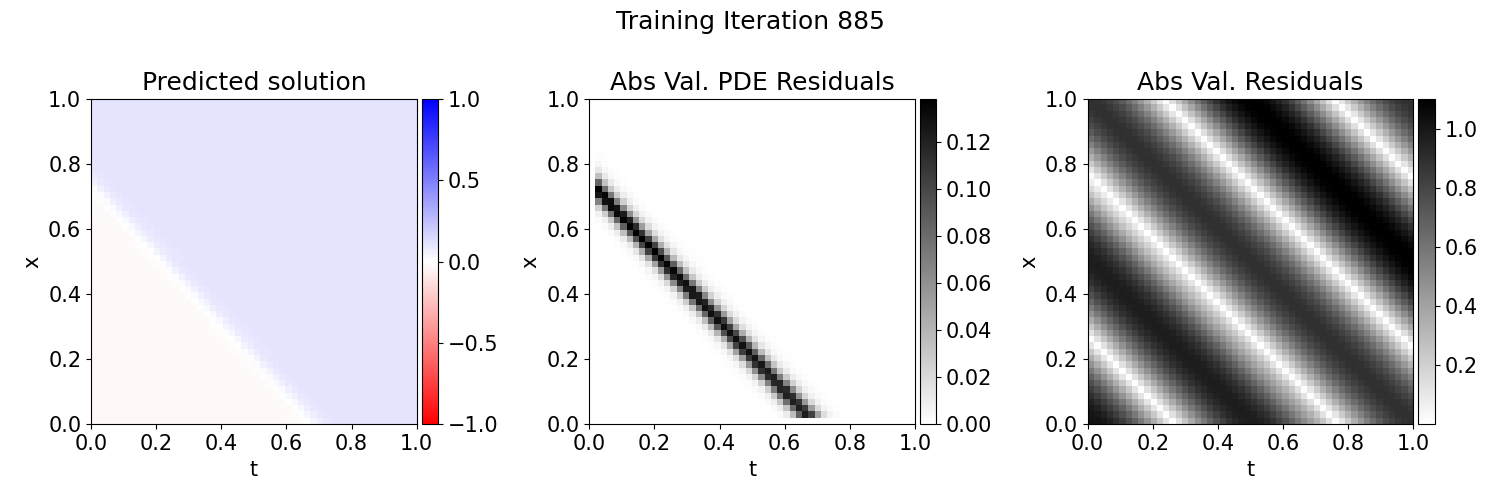 Training Iteration 885
Predicted solution
1.0
0.8
0.6
0.4
0.2
0.0
x
0.0 0.2 0.4 0.6 0.8 1.0
t
1.0
0.5
0.0
−0.5
−1.0
Abs Val. PDE Residuals
1.0
0.8
0.6
0.4
0.2
0.0
x
0.0 0.2 0.4 0.6 0.8 1.0
t
0.12
0.10
0.08
0.06
0.04
0.02
0.00
Abs Val. Residuals
1.0
0.8
0.6
0.4
0.2
0.0
x
0.0 0.2 0.4 0.6 0.8 1.0
t
1.0
0.8
0.6
0.4
0.2